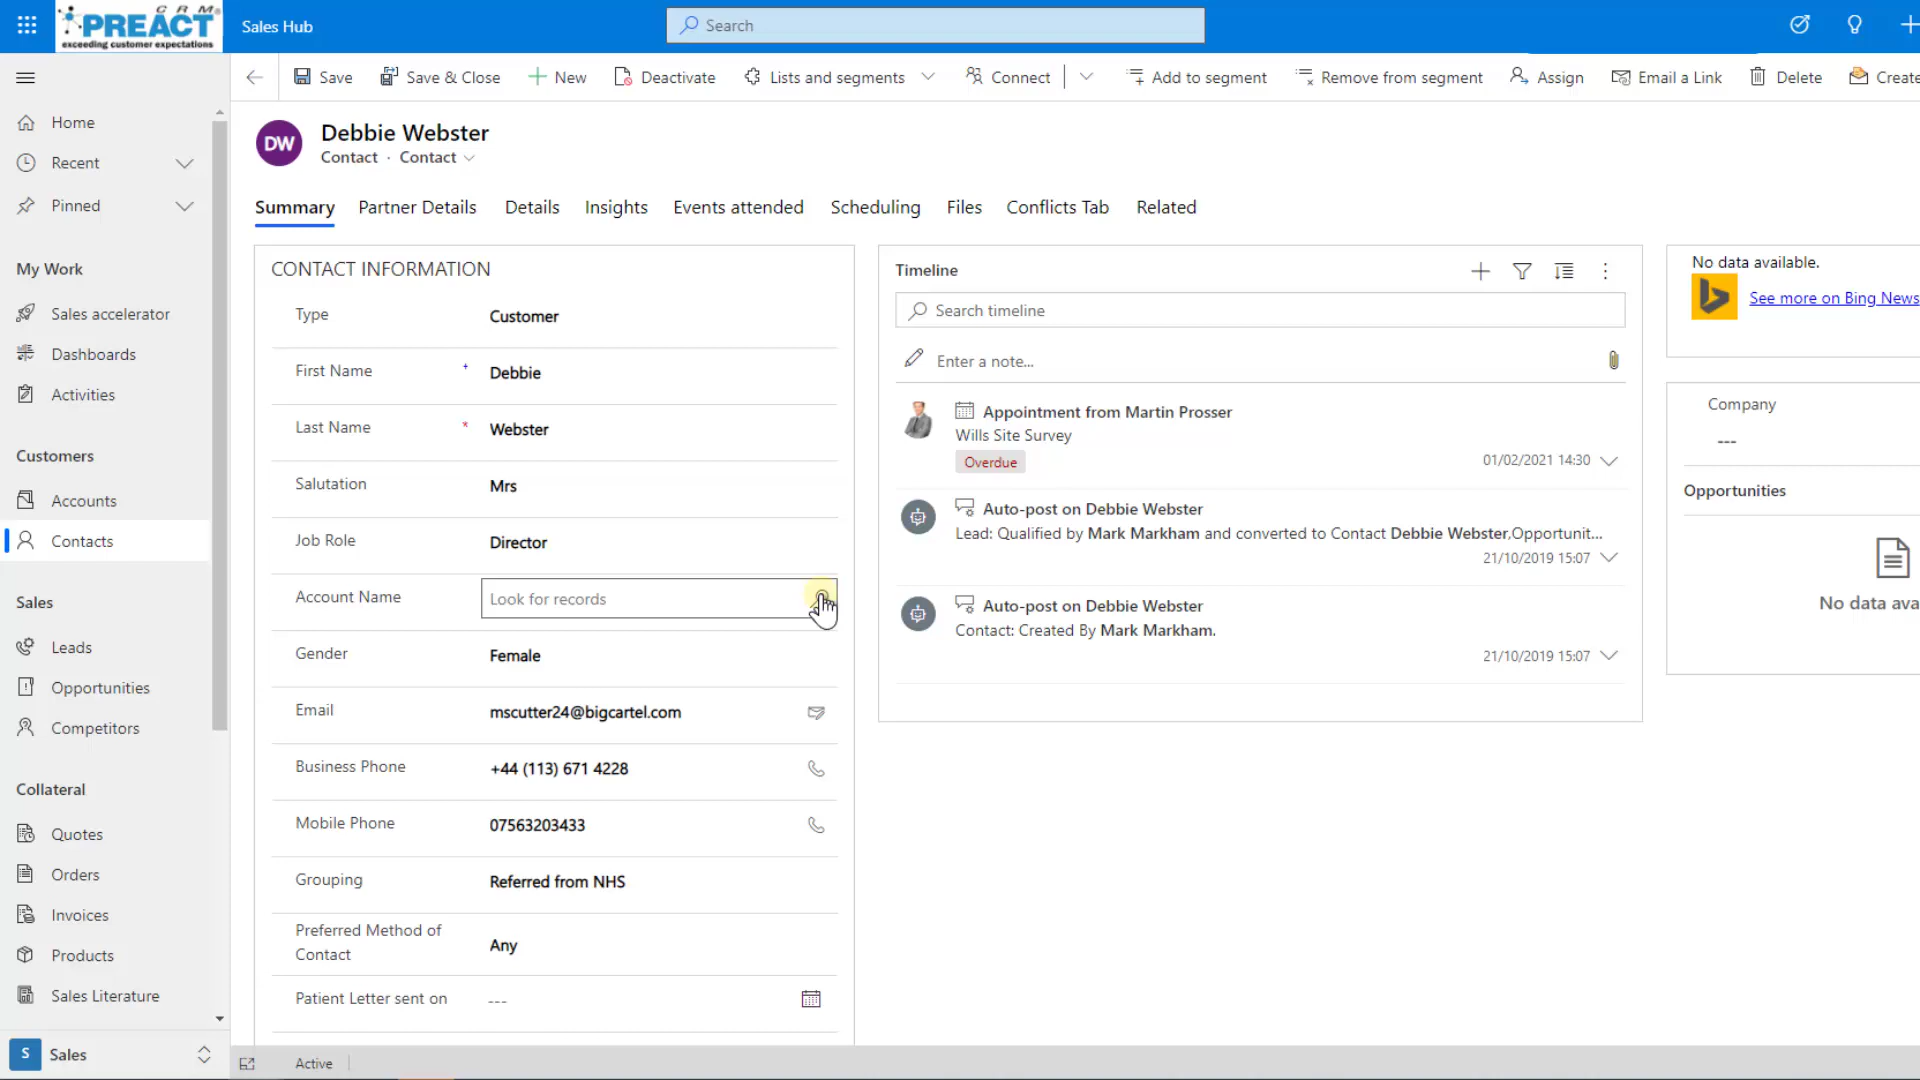 CRM
PREACT
exceeding customer expectations
Sales Hub
Search
Save
Save & Close
New
Deactivate
Lists and segments
Connect
Add to segment
Remove from segment
Assign
Email a Link
Delete
Create
Home
Recent
Pinned
My Work
Sales accelerator
Dashboards
Activities
Customers
Accounts
Contacts
Sales
Leads
Opportunities
Competitors
Collateral
Quotes
Orders
Invoices
Products
Sales Literature
S
Sales
DW
Debbie Webster
Contact · Contact
Summary
Partner Details
Details
Insights
Events attended
Scheduling
Files
Conflicts Tab
Related
CONTACT INFORMATION
Type
Customer
First Name +
Debbie
Last Name *
Webster
Salutation
Mrs
Job Role
Director
Account Name
Look for records
Gender
Female
Email
mscutter24@bigcartel.com
Business Phone
+44 (113) 671 4228
Mobile Phone
07563203433
Grouping
Referred from NHS
Preferred Method of
Contact
Any
Patient Letter sent on
---
Timeline
Search timeline
Enter a note...
Appointment from Martin Prosser
Wills Site Survey
Overdue
01/02/2021 14:30
Auto-post on Debbie Webster
Lead: Qualified by Mark Markham and converted to Contact Debbie Webster,Opportunit...
21/10/2019 15:07
Auto-post on Debbie Webster
Contact: Created By Mark Markham.
21/10/2019 15:07
No data available.
See more on Bing News
Company
---
Opportunities
No data ava
Active